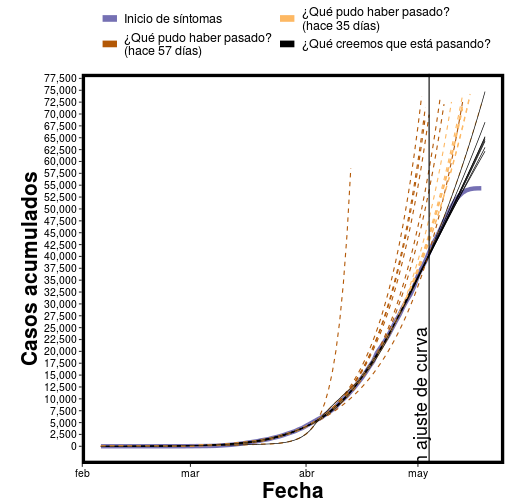 Inicio de síntomas
¿Qué pudo haber pasado?
(hace 57 días)
¿Qué pudo haber pasado?
(hace 35 días)
¿Qué creemos que está pasando?
Casos acumulados
77,500
75,000
72,500
70,000
67,500
65,000
62,500
60,000
57,500
55,000
52,500
50,000
47,500
45,000
42,500
40,000
37,500
35,000
32,500
30,000
27,500
25,000
22,500
20,000
17,500
15,000
12,500
10,000
7,500
5,000
2,500
0
ajuste de curva
feb
mar
abr
may
Fecha